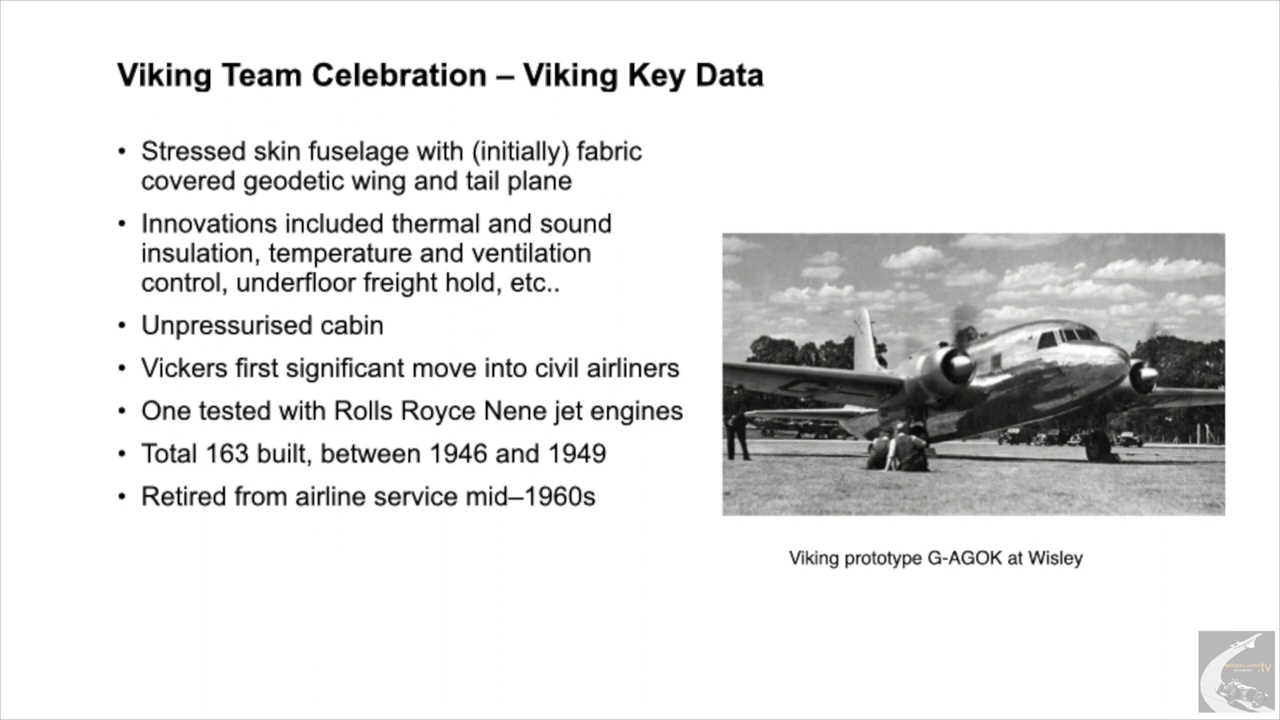 Viking Team Celebration – Viking Key Data
• Stressed skin fuselage with (initially) fabric
covered geodetic wing and tail plane
• Innovations included thermal and sound
insulation, temperature and ventilation
control, underfloor freight hold, etc..
• Unpressurised cabin
• Vickers first significant move into civil airliners
• One tested with Rolls Royce Nene jet engines
• Total 163 built, between 1946 and 1949
• Retired from airline service mid–1960s
Viking prototype G-AGOK at Wisley